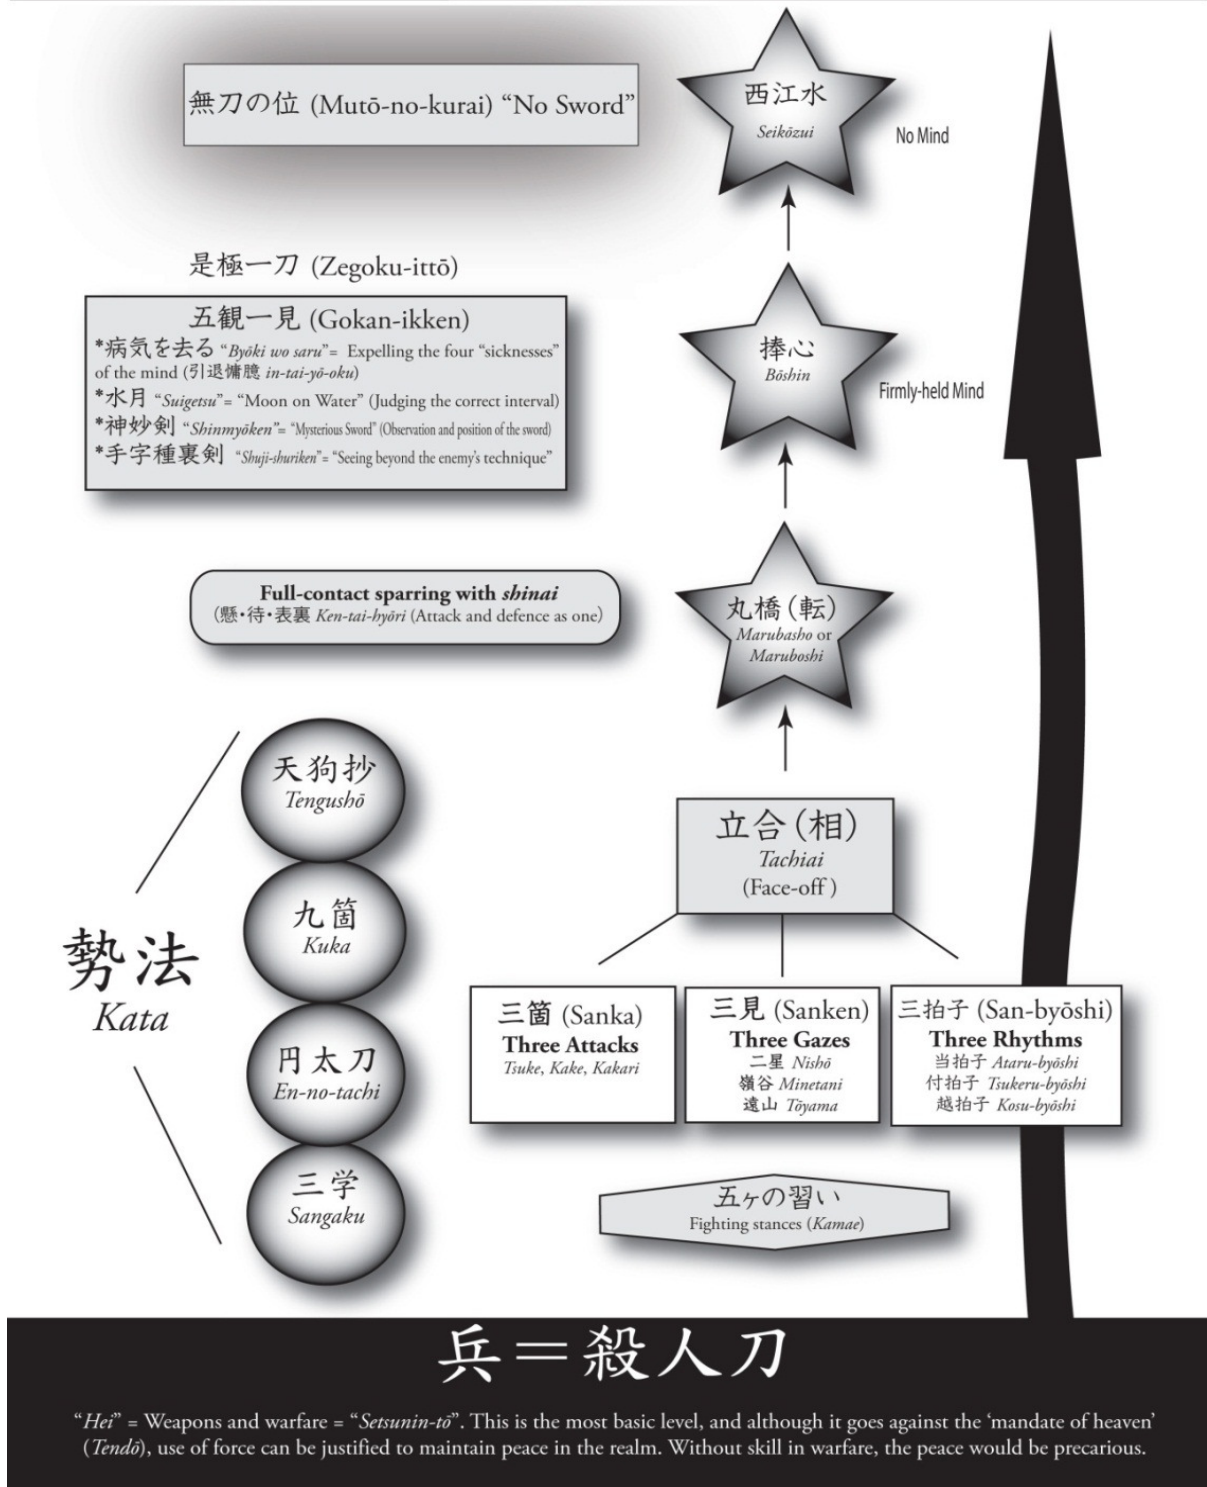 無刀の位 (Mutō-no-kurai) “No Sword”
西江水
Seikōzui
No Mind
是極一刀 (Zegoku-ittō)
五観一見 (Gokan-ikken)
*病気を去る “Byōki wo saru”= Expelling the four “sicknesses”
of the mind (引退慵臆 in-tai-yō-oku)
*水月 “Suigetsu”= “Moon on Water” (Judging the correct interval)
*神妙剣 “Shinmyōken”= “Mysterious Sword” (Observation and position of the sword)
*手字種裏剣 “Shuji-shuriken”= “Seeing beyond the enemy’s technique”
捧心
Bōshin
Firmly-held Mind
Full-contact sparring with shinai
(懸・待・表裏 Ken-tai-hyōri (Attack and defence as one)
丸橋(転)
Marubasho or
Maruboshi
勢法
Kata
天狗抄
Tengushō
九箇
Kuka
円太刀
En-no-tachi
三学
Sangaku
立合(相)
Tachiai
(Face-off )
三箇 (Sanka)
Three Attacks
Tsuke, Kake, Kakari
三見 (Sanken)
Three Gazes
二星 Nishō
嶺谷 Minetani
遠山 Tōyama
三拍子 (San-byōshi)
Three Rhythms
当拍子 Ataru-byōshi
付拍子 Tsukeru-byōshi
越拍子 Kosu-byōshi
五ヶの習い
Fighting stances (Kamae)
兵＝殺人刀
“Hei” = Weapons and warfare = “Setsunin-tō”. This is the most basic level, and although it goes against the ‘mandate of heaven’
(Tendō), use of force can be justified to maintain peace in the realm. Without skill in warfare, the peace would be precarious.